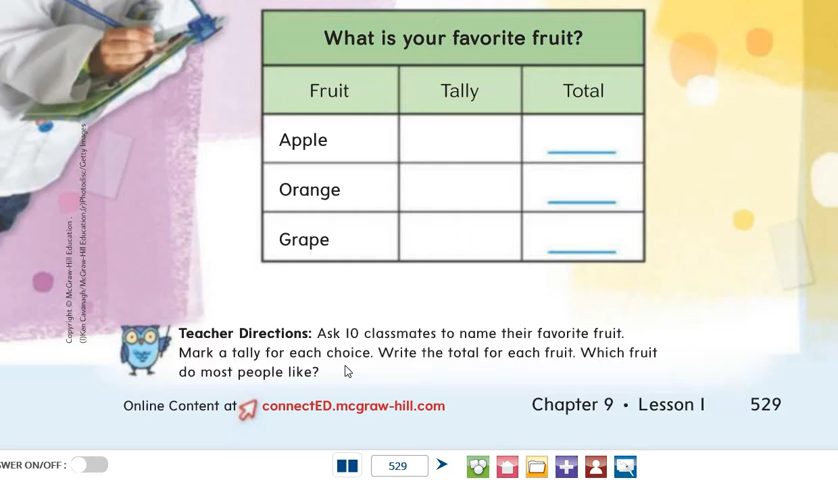 What is your favorite fruit?
Fruit Tally Total
Apple
Orange
Grape
Copyright © McGraw-Hill Education .
(l)Ken Cavanagh/McGraw-Hill Education,(r)Photodisc/Getty Images
Teacher Directions: Ask 10 classmates to name their favorite fruit.
Mark a tally for each choice. Write the total for each fruit. Which fruit
do most people like?
Online Content at connectED.mcgraw-hill.com Chapter 9 • Lesson 1 529
SWER ON/OFF :
529